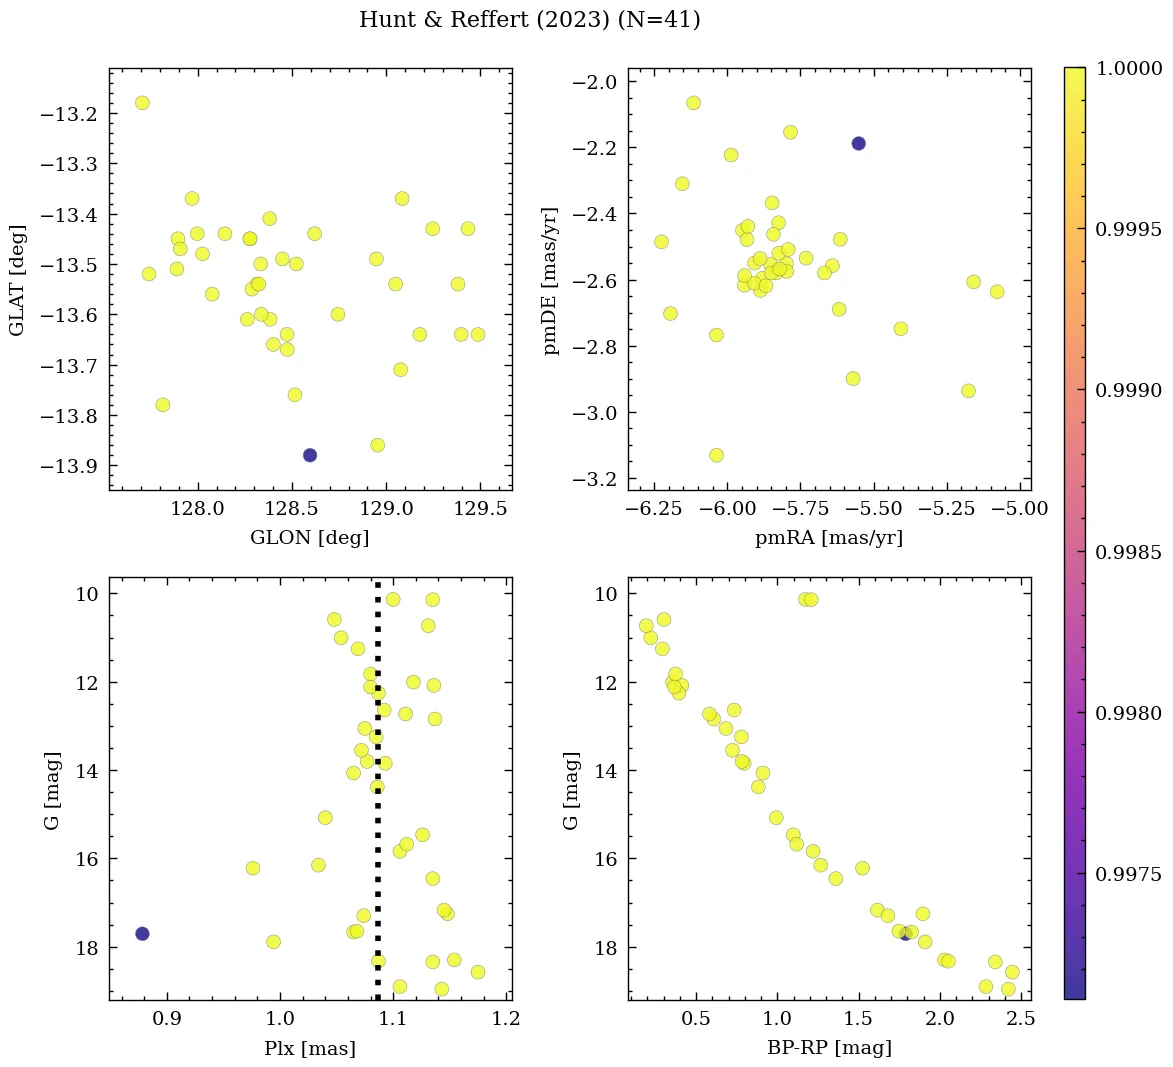 Hunt & Reffert (2023) (N=41)
−13.2
−13.3
−13.4
−13.5
−13.6
−13.7
−13.8
−13.9
GLAT [deg]
128.0 128.5 129.0 129.5
GLON [deg]
−2.0
−2.2
−2.4
−2.6
−2.8
−3.0
−3.2
pmDE [mas/yr]
−6.25 −6.00 −5.75 −5.50 −5.25 −5.00
pmRA [mas/yr]
10
12
14
16
18
G [mag]
0.9 1.0 1.1 1.2
Plx [mas]
10
12
14
16
18
G [mag]
0.5 1.0 1.5 2.0 2.5
BP-RP [mag]
1.0000
0.9995
0.9990
0.9985
0.9980
0.9975